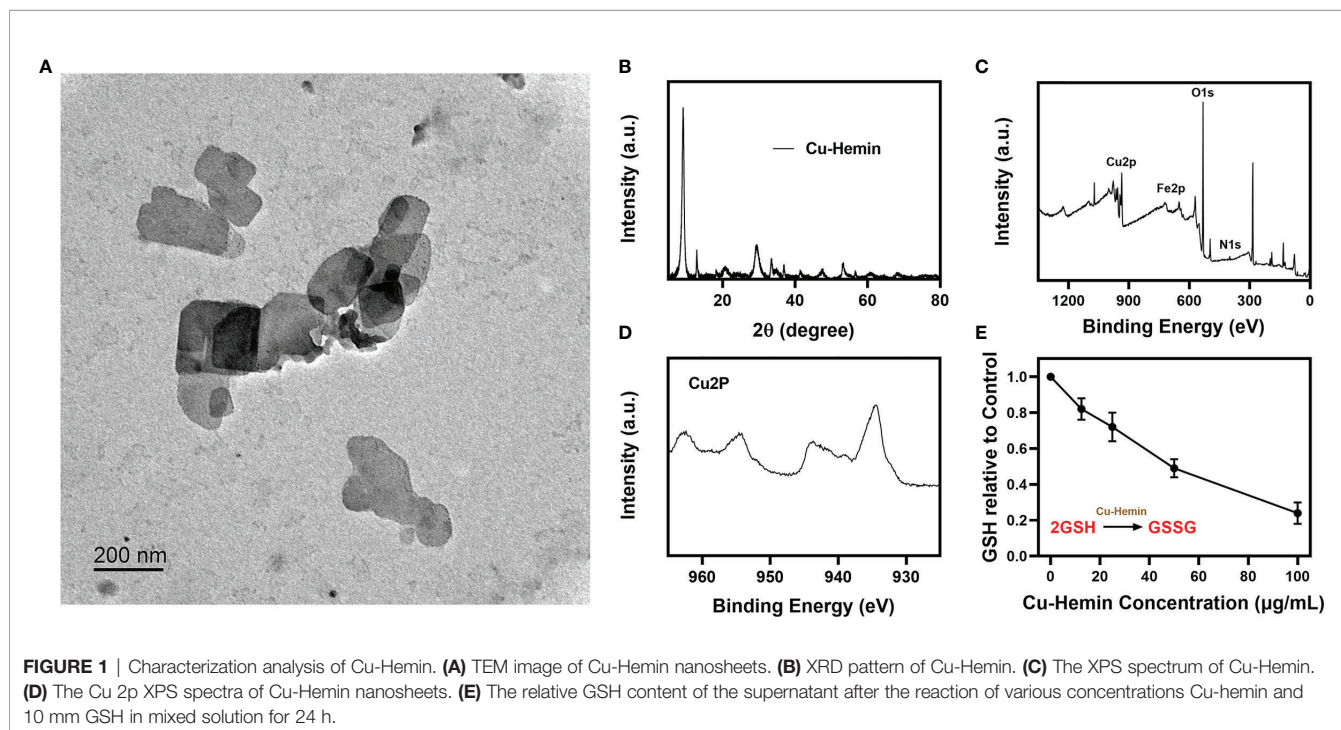 A
200 nm
B
Intensity (a.u.)
Cu-Hemin
20
40
60
80
2θ (degree)
C
Intensity (a.u.)
O1s
Cu2p
Fe2p
N1s
1200
900
600
300
0
Binding Energy (eV)
D
Intensity (a.u.)
Cu2P
960
950
940
930
Binding Energy (eV)
E
GSH relative to Control
1.0
0.8
0.6
0.4
0.2
0.0
Cu-Hemin
2GSH GSSG
0
20
40
60
80
100
Cu-Hemin Concentration (µg/mL)
FIGURE 1 | Characterization analysis of Cu-Hemin. (A) TEM image of Cu-Hemin nanosheets. (B) XRD pattern of Cu-Hemin. (C) The XPS spectrum of Cu-Hemin.
(D) The Cu 2p XPS spectra of Cu-Hemin nanosheets. (E) The relative GSH content of the supernatant after the reaction of various concentrations Cu-hemin and
10 mm GSH in mixed solution for 24 h.